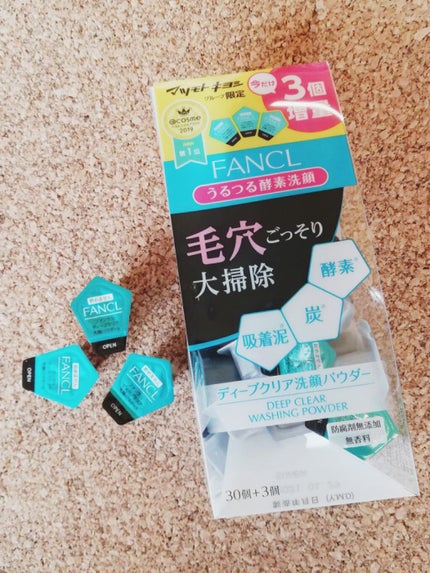 マツモトキヨシ
グループ限定
今だけ
3個
増量
@cosme
2019
第1位
FANCL
うるつる酵素洗顔
毛穴ごっそり
大掃除
酵素
炭
吸着泥
ディープクリア洗顔パウダー
DEEP CLEAR
WASHING POWDER
防腐剤無添加
無香料
30個+3個
FANCL
OPEN
FANCL
OPEN
FANCL
OPEN